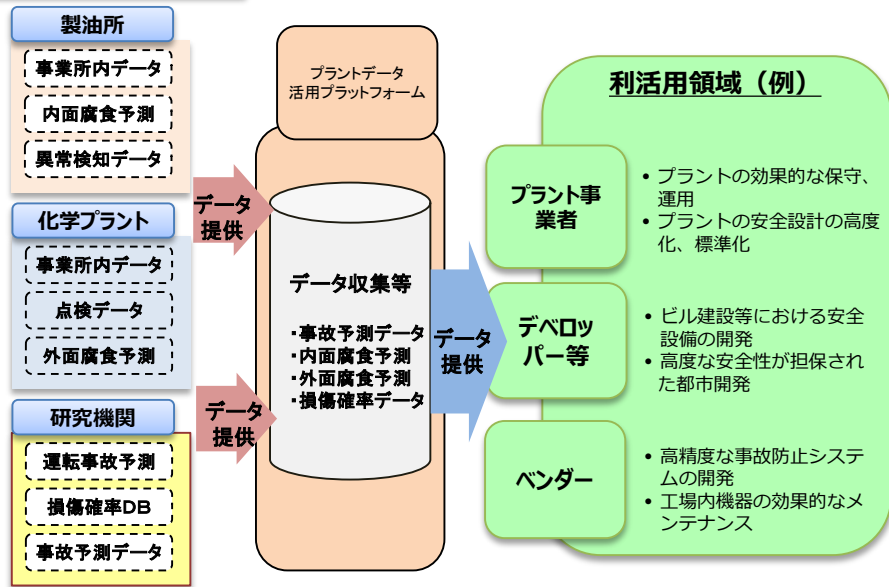 製油所
事業所内データ
内面腐食予測
異常検知データ
化学プラント
事業所内データ
点検データ
外面腐食予測
研究機関
運転事故予測
損傷確率DB
事故予測データ
データ
提供
データ
提供
プラントデータ
活用プラットフォーム
データ収集等
・事故予測データ
・内面腐食予測
・外面腐食予測
・損傷確率データ
データ
提供
利活用領域（例）
プラント事
業者
• プラントの効果的な保守、
運用
• プラントの安全設計の高度
化、標準化
デベロッ
パー等
• ビル建設等における安全
設備の開発
• 高度な安全性が担保され
た都市開発
ベンダー
• 高精度な事故防止システ
ムの開発
• 工場内機器の効果的なメ
ンテナンス